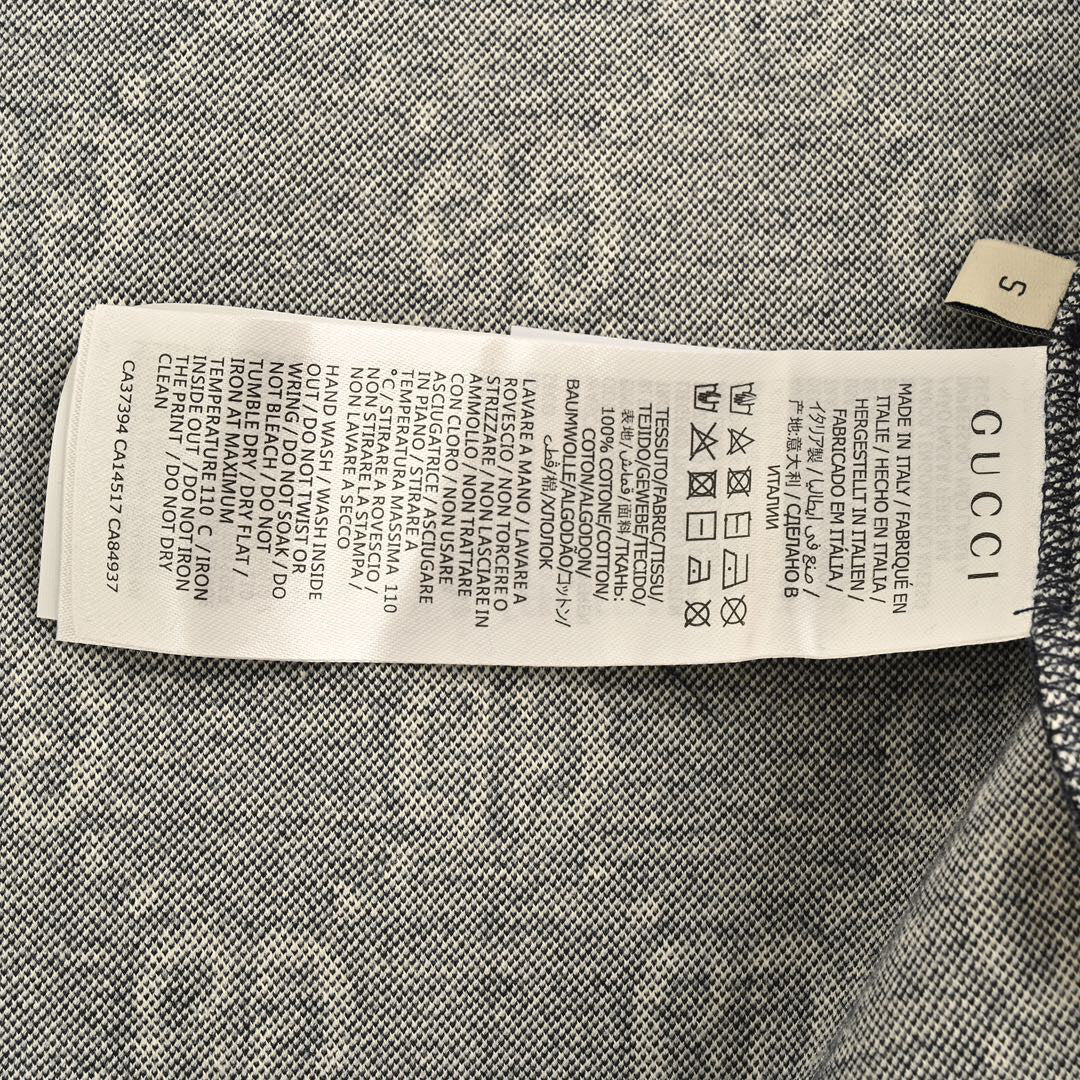 S
GUCCI
MADE IN ITALY / FABRIQUÉ EN
ITALIE / HECHO EN ITALIA /
HERGESTELLT IN ITALIEN /
FABRICADO EM ITÁLIA /
イタリア製 / صنع في إيطاليا /
产地:意大利 / СДЕЛАНО В
ИТАЛИИ
TESSUTO/FABRIC/TISSU/
TEJIDO/GEWEBE/TECIDO/
表地/قماش/面料/ТКАНЬ:
100% COTONE/COTTON/
COTON/ALGODON/
BAUMWOLLE/ALGODÃO/コットン/
قطن/棉/ХЛОПОК
LAVARE A MANO / LAVARE A
ROVESCIO / NON TORCERE O
STRIZZARE / NON LASCIARE IN
AMMOLLO / NON TRATTARE
CON CLORO / NON USARE
ASCIUGATRICE / ASCIUGARE
IN PIANO / STIRARE A
TEMPERATURA MASSIMA 110
°C / STIRARE A ROVESCIO /
NON STIRARE LA STAMPA /
NON LAVARE A SECCO
HAND WASH / WASH INSIDE
OUT / DO NOT TWIST OR
WRING / DO NOT SOAK / DO
NOT BLEACH / DO NOT
TUMBLE DRY / DRY FLAT /
IRON AT MAXIMUM
TEMPERATURE 110 C / IRON
INSIDE OUT / DO NOT IRON
THE PRINT / DO NOT DRY
CLEAN
CA37394 CA14517 CA84937